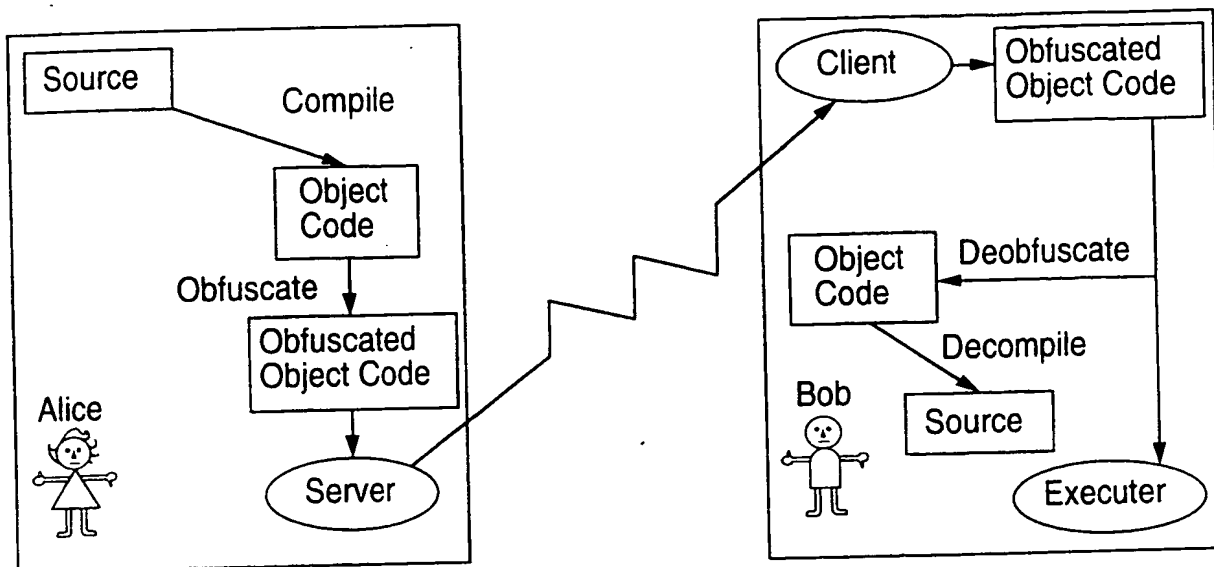 Source
Compile
Object
Code
Obfuscate
Obfuscated
Object Code
Alice
Server
Client
Obfuscated
Object Code
Deobfuscate
Object
Code
Decompile
Bob
Source
Executer